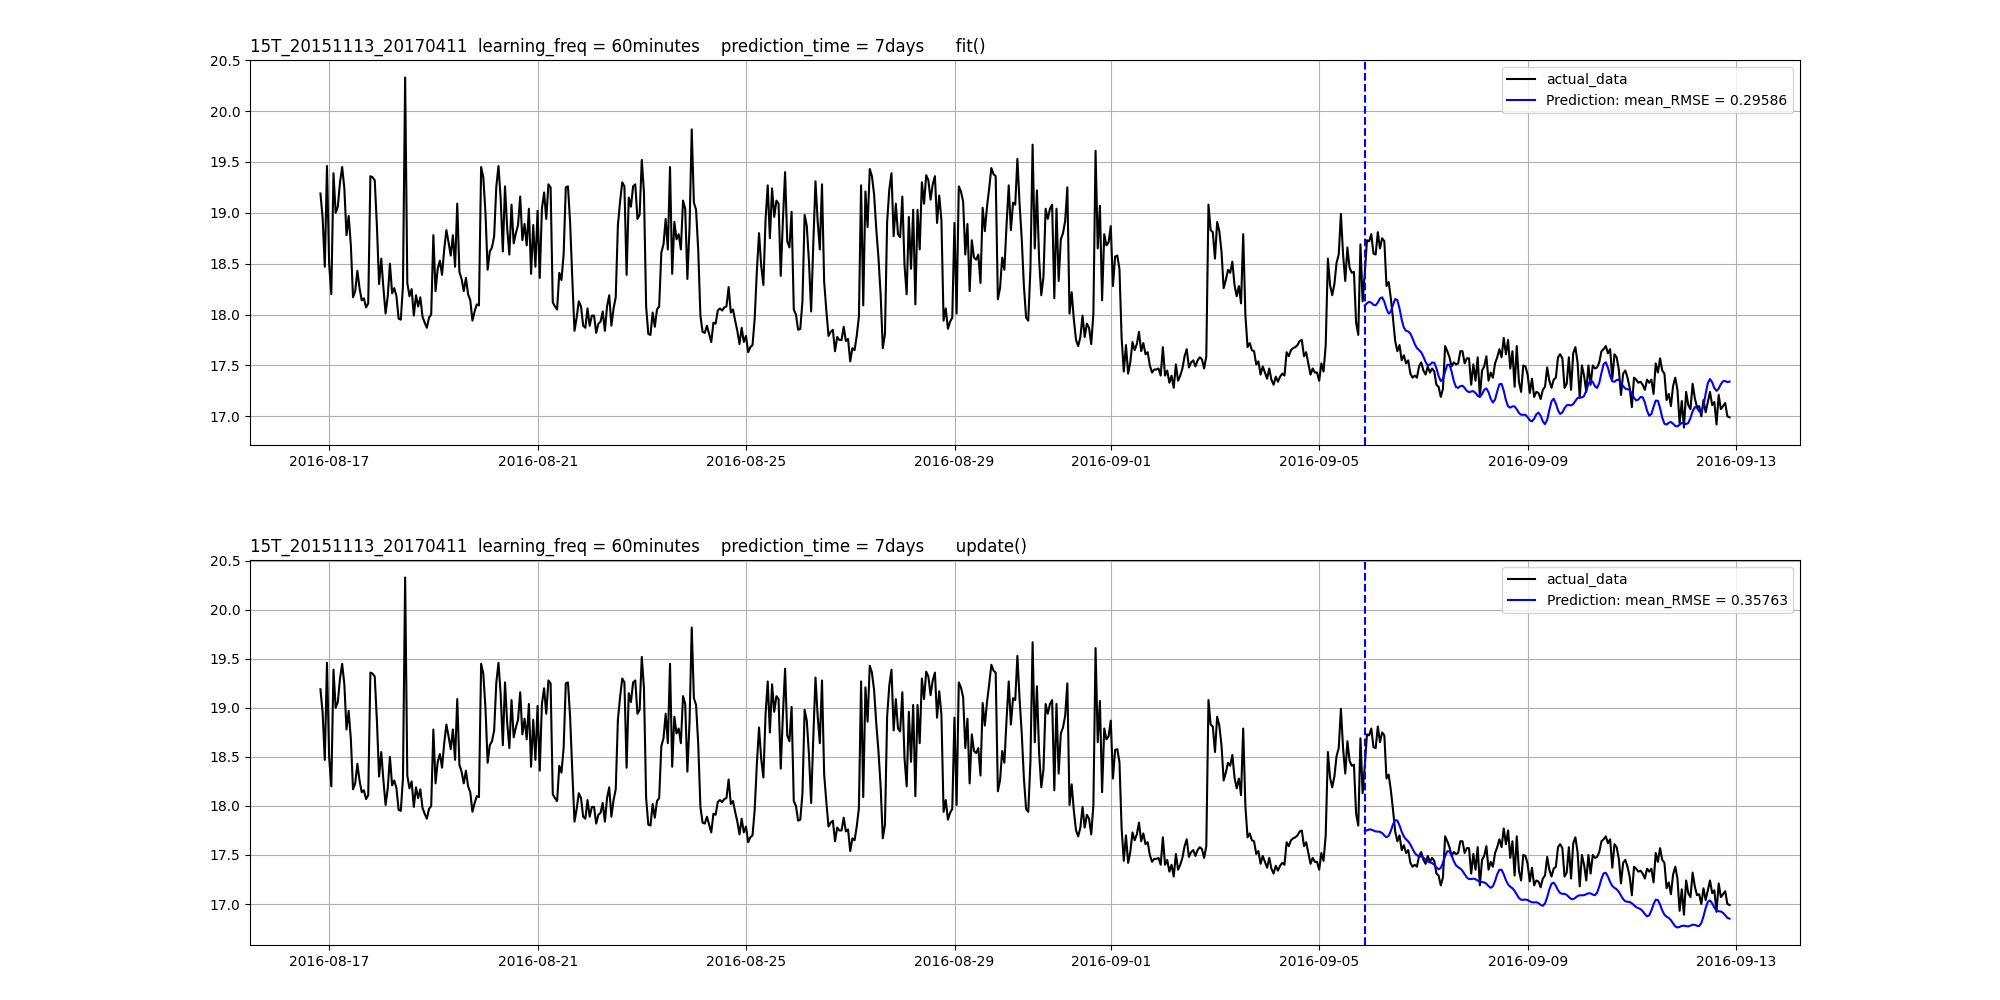 15T_20151113_20170411  learning_freq = 60minutes    prediction_time = 7days      fit()
20.5
20.0
19.5
19.0
18.5
18.0
17.5
17.0
actual_data
Prediction: mean_RMSE = 0.29586
2016-08-17 2016-08-21 2016-08-25 2016-08-29 2016-09-01 2016-09-05 2016-09-09 2016-09-13
15T_20151113_20170411  learning_freq = 60minutes    prediction_time = 7days      update()
20.5
20.0
19.5
19.0
18.5
18.0
17.5
17.0
actual_data
Prediction: mean_RMSE = 0.35763
2016-08-17 2016-08-21 2016-08-25 2016-08-29 2016-09-01 2016-09-05 2016-09-09 2016-09-13